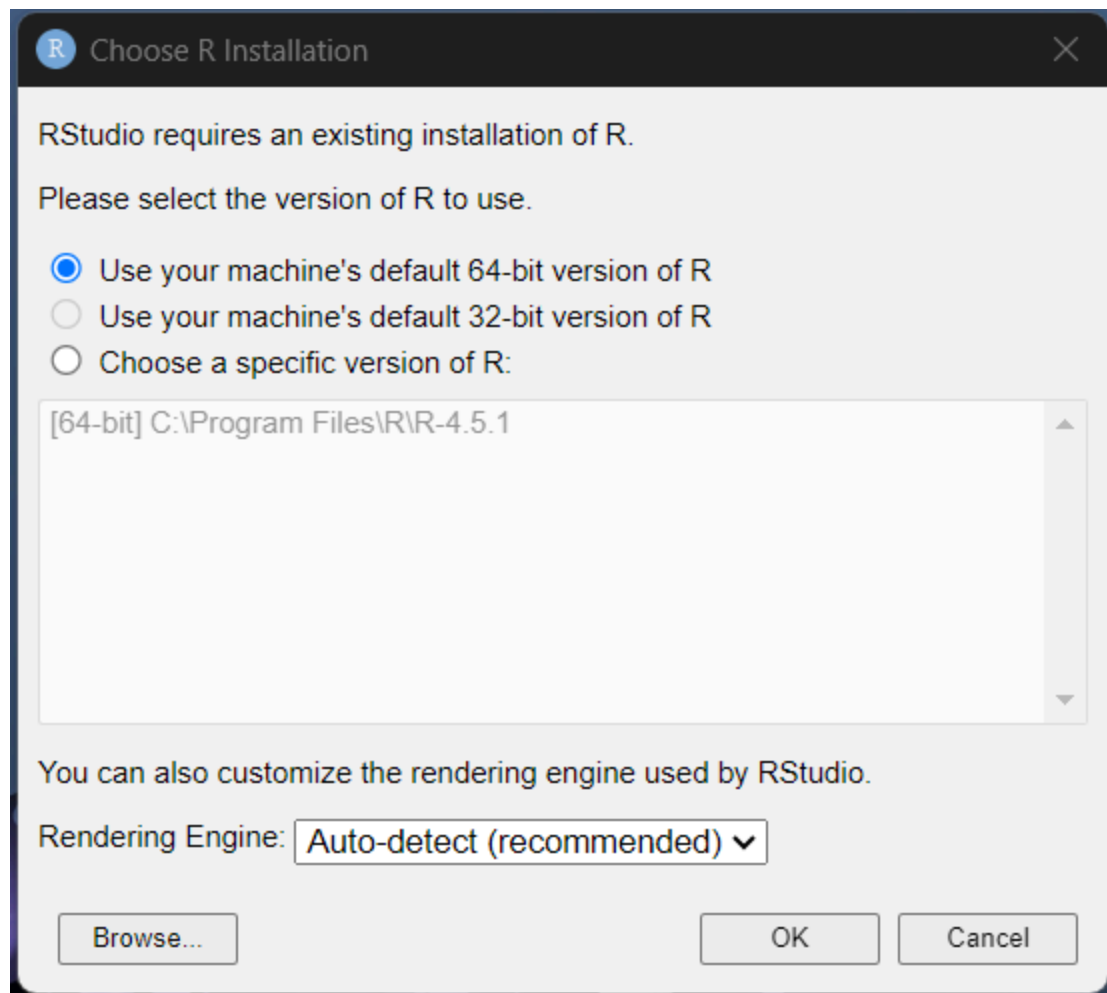 R Choose R Installation
RStudio requires an existing installation of R.
Please select the version of R to use.
Use your machine's default 64-bit version of R
Use your machine's default 32-bit version of R
Choose a specific version of R:
[64-bit] C:\Program Files\R\R-4.5.1
You can also customize the rendering engine used by RStudio.
Rendering Engine: Auto-detect (recommended)
Browse... OK Cancel